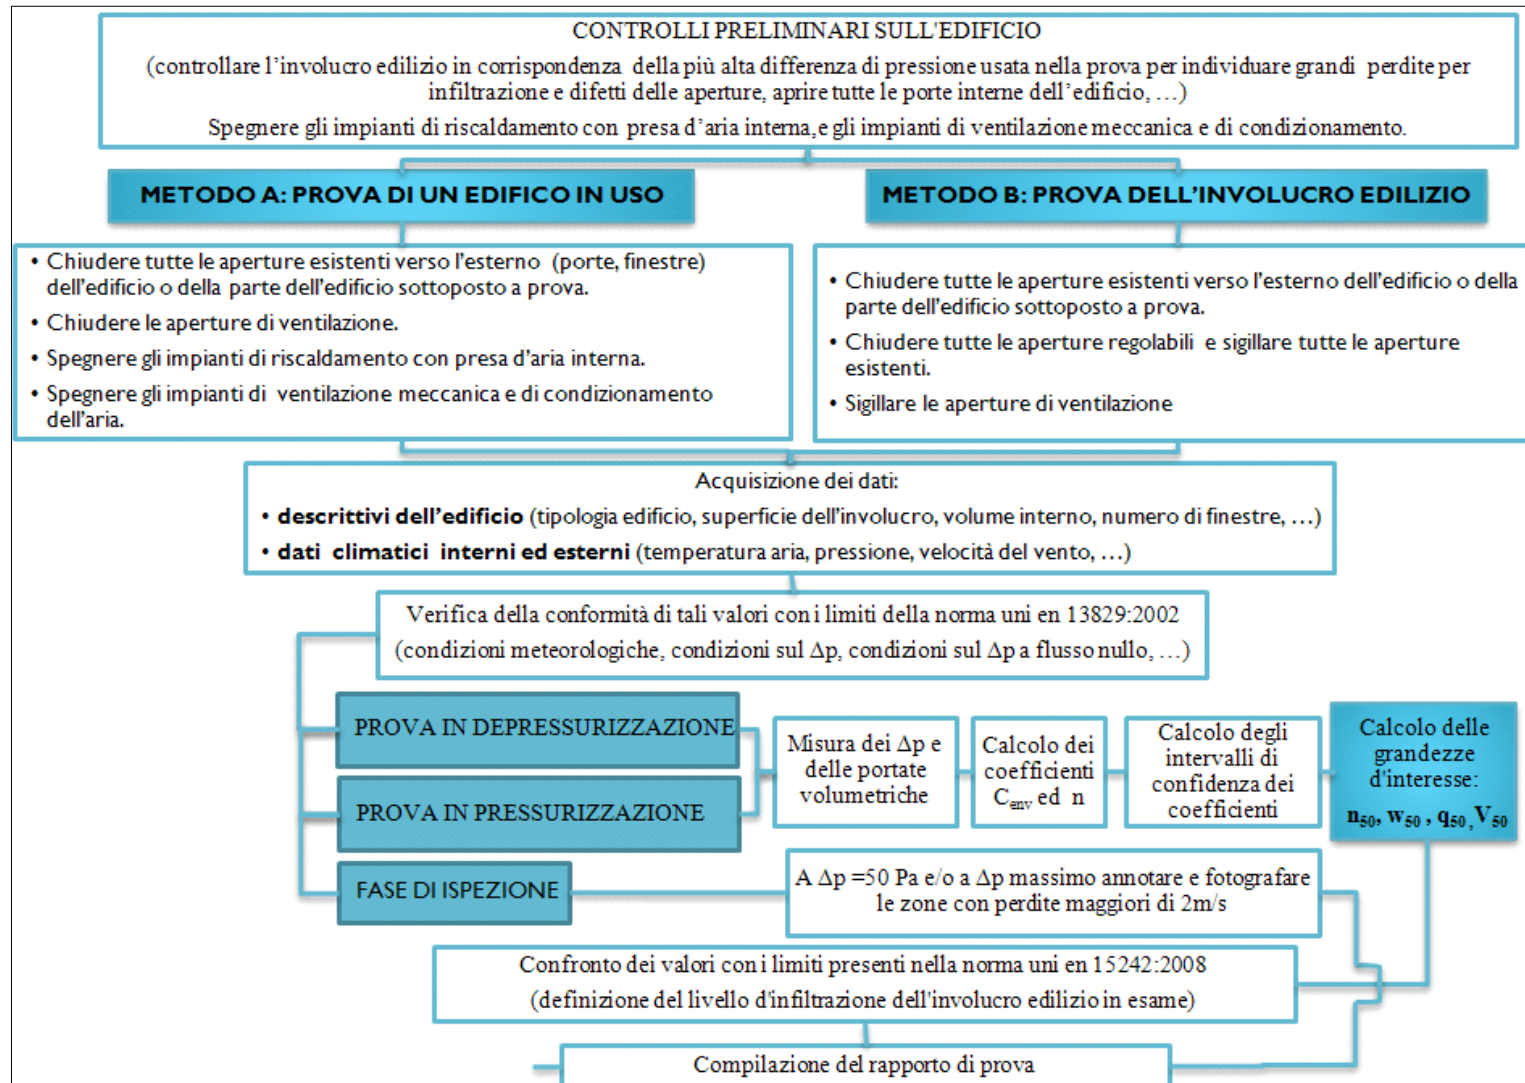 CONTROLLI PRELIMINARI SULL'EDIFICIO
(controllare l'involucro edilizio in corrispondenza della più alta differenza di pressione usata nella prova per individuare grandi perdite per
infiltrazione e difetti delle aperture, aprire tutte le porte interne dell'edificio, …)
Spegnere gli impianti di riscaldamento con presa d'aria interna,e gli impianti di ventilazione meccanica e di condizionamento.
METODO A: PROVA DI UN EDIFICO IN USO
• Chiudere tutte le aperture esistenti verso l'esterno (porte, finestre)
dell'edificio o della parte dell'edificio sottoposto a prova.
• Chiudere le aperture di ventilazione.
• Spegnere gli impianti di riscaldamento con presa d'aria interna.
• Spegnere gli impianti di ventilazione meccanica e di condizionamento
dell'aria.
METODO B: PROVA DELL'INVOLUCRO EDILIZIO
• Chiudere tutte le aperture esistenti verso l'esterno dell'edificio o della
parte dell'edificio sottoposto a prova.
• Chiudere tutte le aperture regolabili e sigillare tutte le aperture
esistenti.
• Sigillare le aperture di ventilazione
Acquisizione dei dati:
• descrittivi dell'edificio (tipologia edificio, superficie dell'involucro, volume interno, numero di finestre, …)
• dati climatici interni ed esterni (temperatura aria, pressione, velocità del vento, …)
Verifica della conformità di tali valori con i limiti della norma uni en 13829:2002
(condizioni meteorologiche, condizioni sul Δp, condizioni sul Δp a flusso nullo, …)
PROVA IN DEPRESSURIZZAZIONE
PROVA IN PRESSURIZZAZIONE
Misura dei Δp e
delle portate
volumetriche
Calcolo dei
coefficienti
Cenv ed n
Calcolo degli
intervalli di
confidenza dei
coefficienti
Calcolo delle
grandezze
d'interesse:
n50, w50 , q50 ,V50
FASE DI ISPEZIONE
A Δp =50 Pa e/o a Δp massimo annotare e fotografare
le zone con perdite maggiori di 2m/s
Confronto dei valori con i limiti presenti nella norma uni en 15242:2008
(definizione del livello d'infiltrazione dell'involucro edilizio in esame)
Compilazione del rapporto di prova